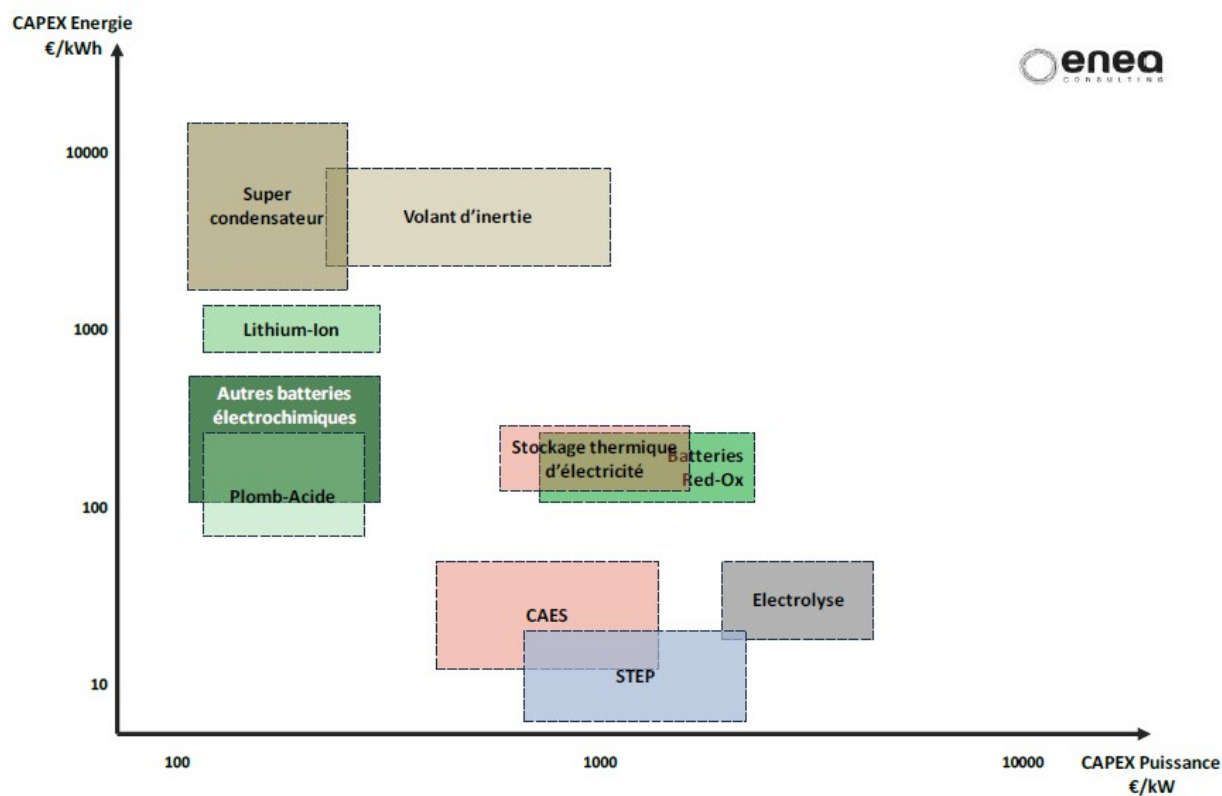 CAPEX Energie
€/kWh
enea
CONSULTING
10000
Super
condensateur
Volant d'inertie
1000
Lithium-Ion
Autres batteries
électrochimiques
Stockage thermique
d'électricité
Batteries
Red-Ox
Plomb-Acide
100
CAES
Electrolyse
STEP
10
100
1000
10000
CAPEX Puissance
€/kW